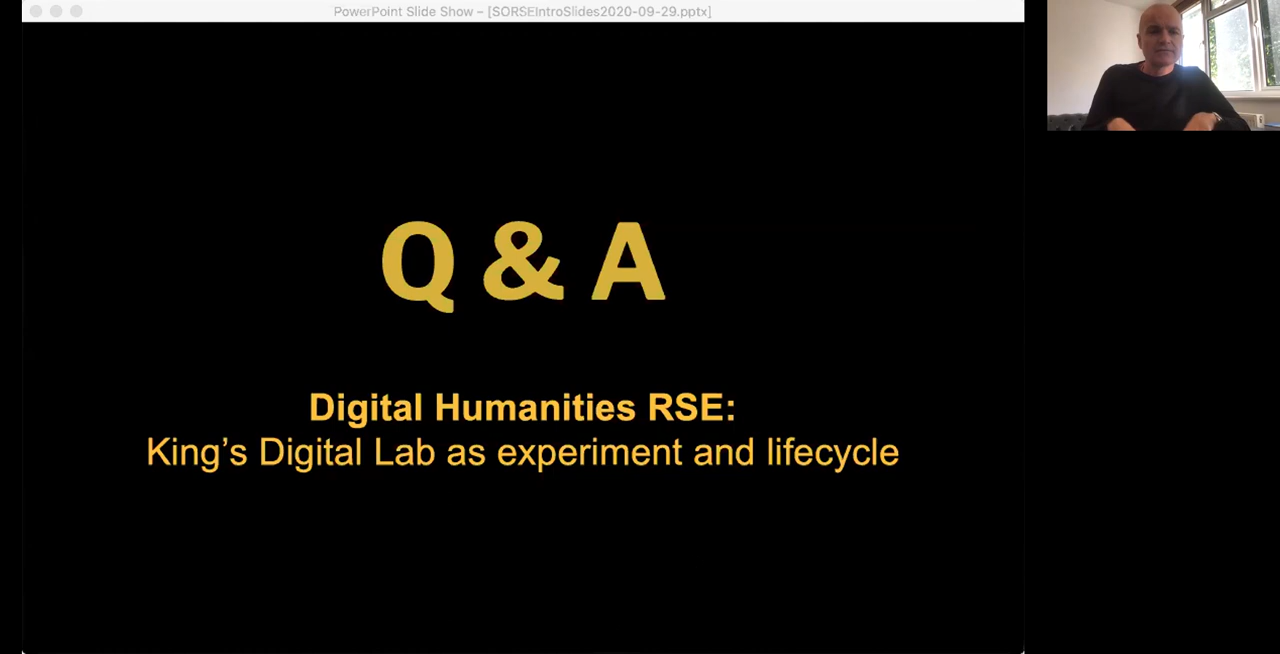 PowerPoint Slide Show – [SORSEIntroSlides2020-09-29.pptx]
Q & A
Digital Humanities RSE:
King’s Digital Lab as experiment and lifecycle